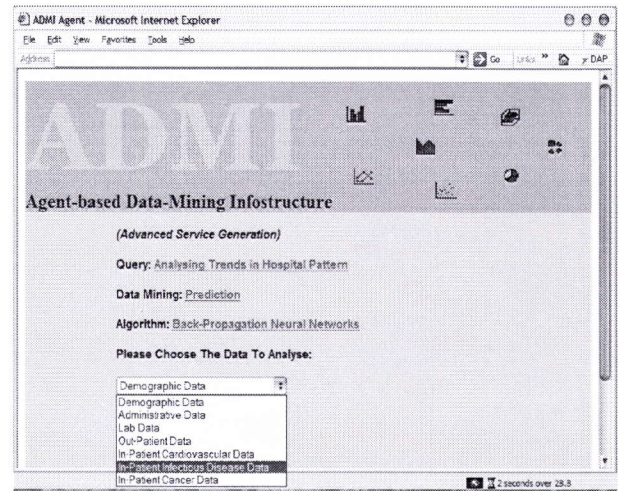 ADMI Agent - Microsoft Internet Explorer
File Edit View Favorites Tools Help
Address Go Links » DAP
ADMI
Agent-based Data-Mining Infostructure
(Advanced Service Generation)
Query: Analysing Trends in Hospital Pattern
Data Mining: Prediction
Algorithm: Back-Propagation Neural Networks
Please Choose The Data To Analyse:
Demographic Data
Demographic Data
Administrative Data
Lab Data
Out-Patient Data
In-Patient Cardiovascular Data
In-Patient Infectious Disease Data
In-Patient Cancer Data
2 seconds over 28.8